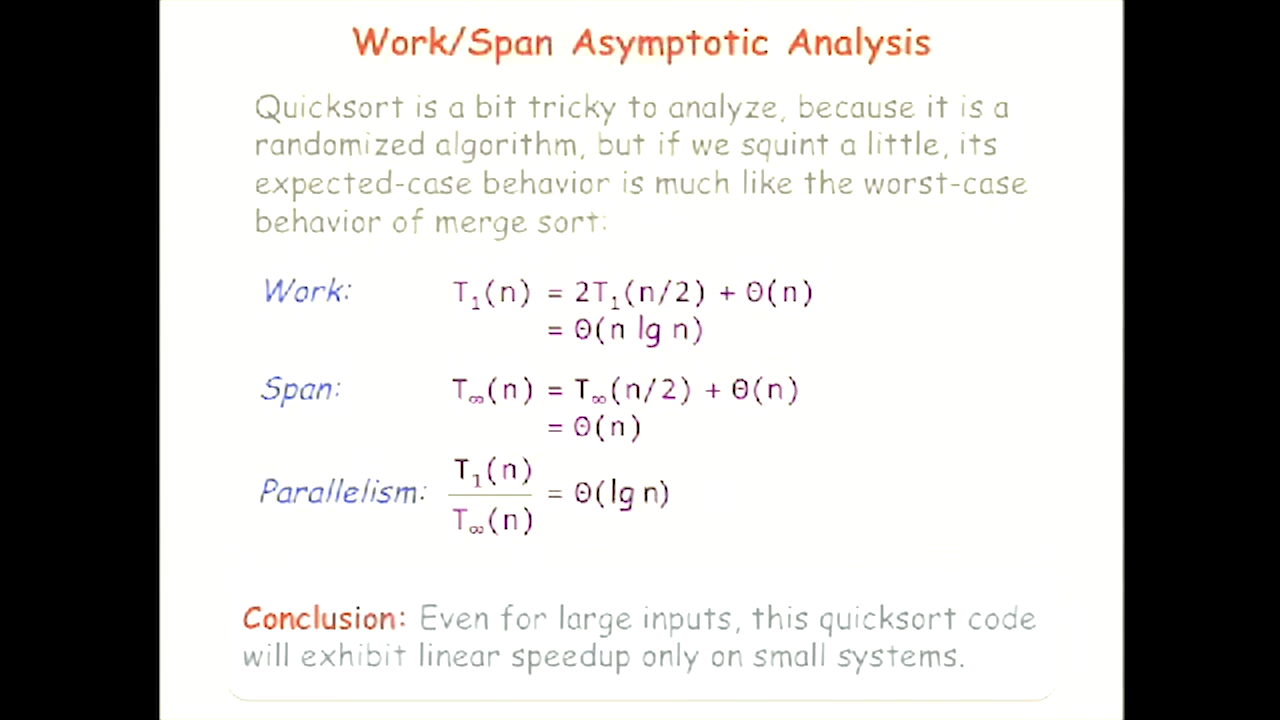 Work/Span Asymptotic Analysis
Quicksort is a bit tricky to analyze, because it is a
randomized algorithm, but if we squint a little, its
expected-case behavior is much like the worst-case
behavior of merge sort:
Work: T₁(n) = 2T₁(n/2) + Θ(n)
= Θ(n lg n)
Span: T∞(n) = T∞(n/2) + Θ(n)
= Θ(n)
T₁(n)
Parallelism: = Θ(lg n)
T∞(n)
Conclusion: Even for large inputs, this quicksort code
will exhibit linear speedup only on small systems.